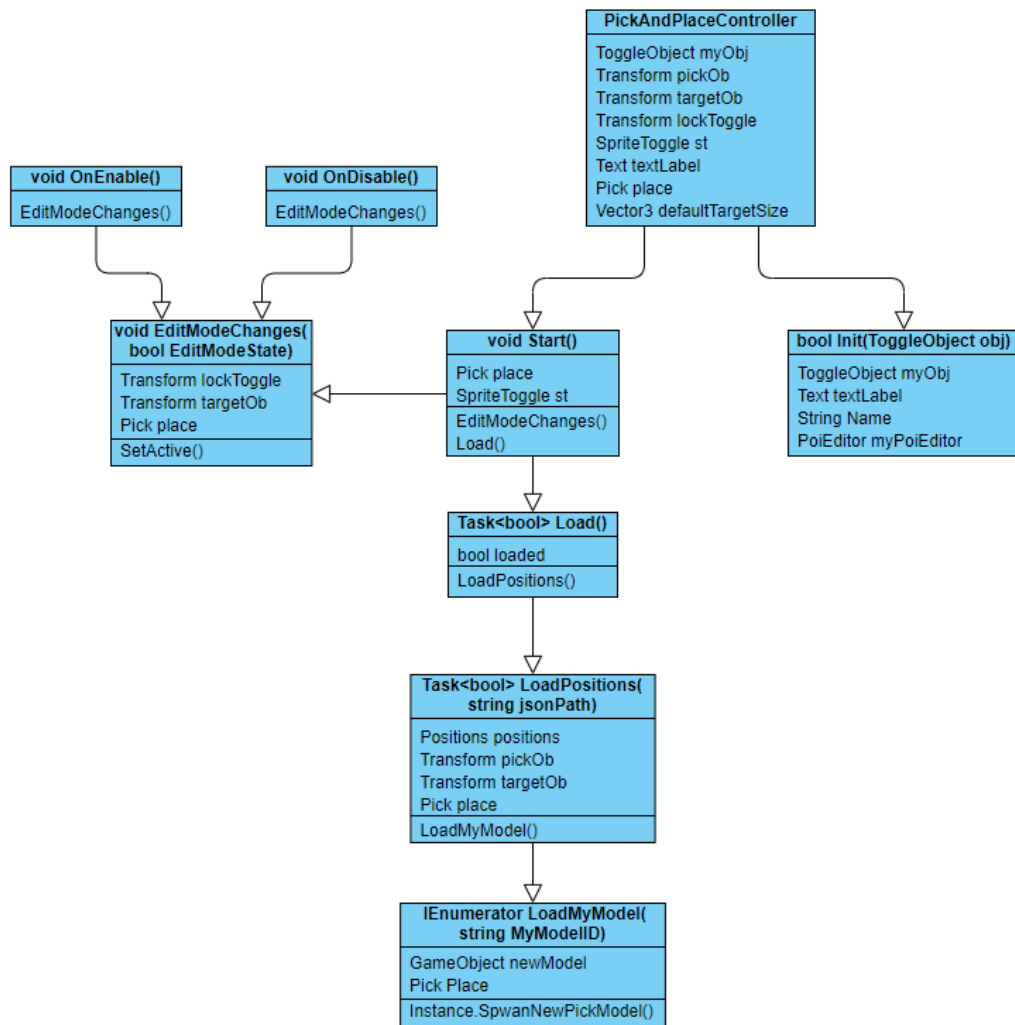 PickAndPlaceController
ToggleObject myObj
Transform pickOb
Transform targetOb
Transform lockToggle
SpriteToggle st
Text textLabel
Pick place
Vector3 defaultTargetSize
void OnEnable()
EditModeChanges()
void OnDisable()
EditModeChanges()
void EditModeChanges(
bool EditModeState)
Transform lockToggle
Transform targetOb
Pick place
SetActive()
void Start()
Pick place
SpriteToggle st
EditModeChanges()
Load()
bool Init(ToggleObject obj)
ToggleObject myObj
Text textLabel
String Name
PoiEditor myPoiEditor
Task<bool> Load()
bool loaded
LoadPositions()
Task<bool> LoadPositions(
string jsonPath)
Positions positions
Transform pickOb
Transform targetOb
Pick place
LoadMyModel()
IEnumerator LoadMyModel(
string MyModelID)
GameObject newModel
Pick Place
Instance.SpwanNewPickModel()